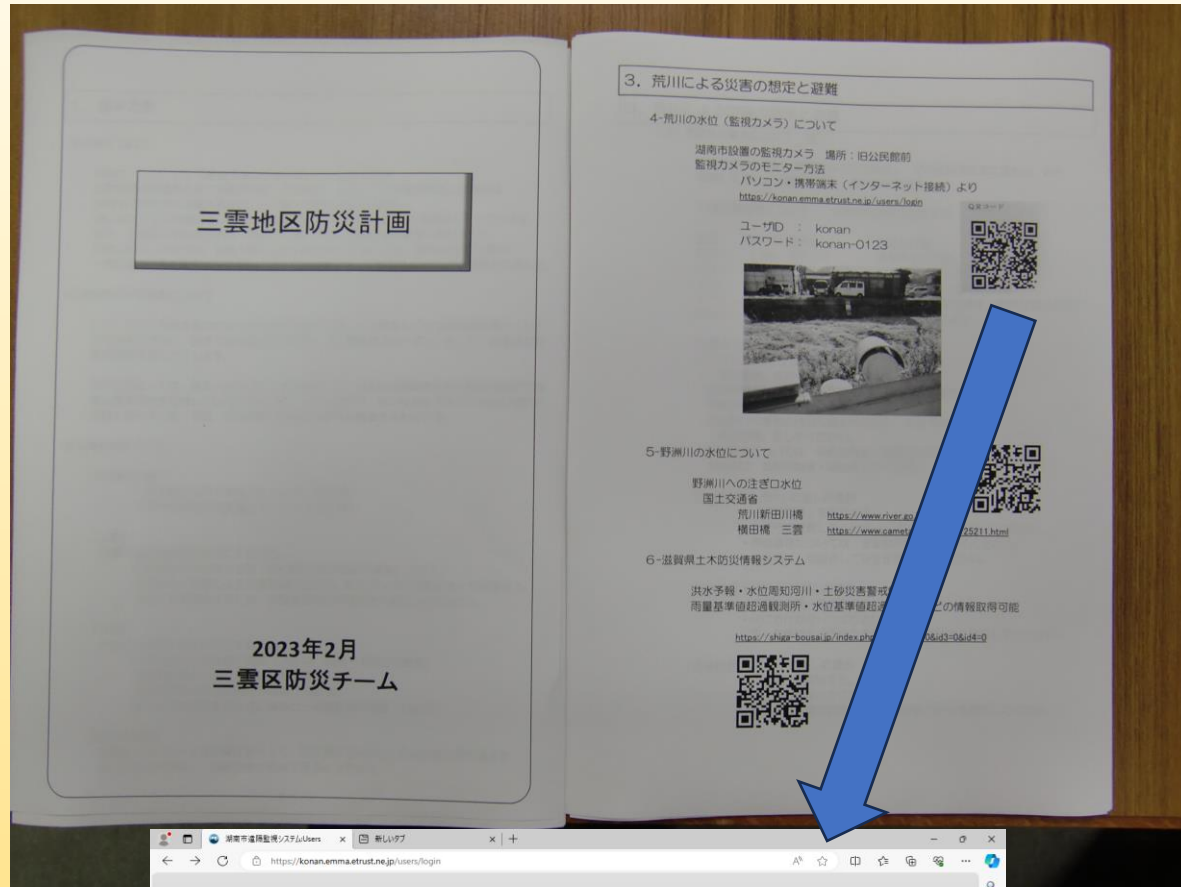 三雲地区防災計画
2023年2月
三雲区防災チーム
3. 荒川による災害の想定と避難
4-荒川の水位(監視カメラ)について
湖南市設置の監視カメラ 場所:旧公民館前
監視カメラのモニター方法
パソコン・携帯端末(インターネット接続)より
https://konan.emma.etrust.ne.jp/users/login
ユーザID : konan
パスワード: konan-0123
5-野洲川の水位について
野洲川への注ぎ口水位
国土交通省
荒川新田川橋 https://www.river.go
横田橋 三雲 25211.html
6-滋賀県土木防災情報システム
洪水予報・水位周知河川・土砂災害警戒
雨量基準値超過観測所・水位基準値超過 どの情報取得可能
https://shiga-bousai.jp/index.php 0&id3=0&id4=0
湖南市遠隔監視システムUsers 新しいタブ
https://konan.emma.etrust.ne.jp/users/login